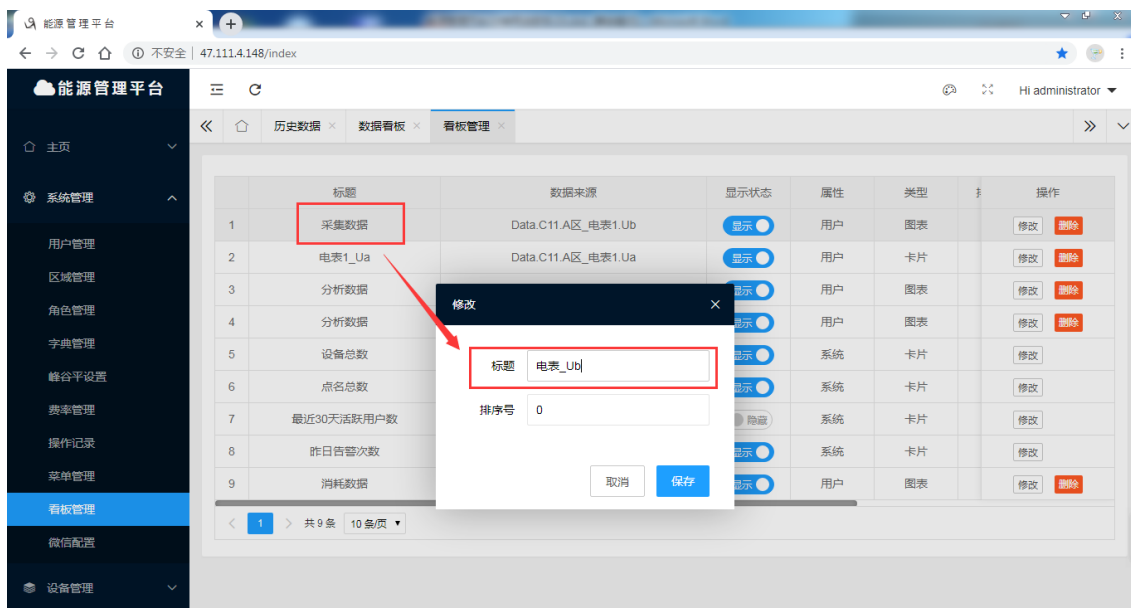 能源管理平台
不安全 | 47.111.4.148/index
能源管理平台
Hi administrator
历史数据 数据看板 看板管理
主页
系统管理
用户管理
区域管理
角色管理
字典管理
峰谷平设置
费率管理
操作记录
菜单管理
看板管理
微信配置
设备管理
标题 数据来源 显示状态 属性 类型 操作
1 采集数据 Data.C11.A区_电表1.Ub 显示 用户 图表 修改 删除
2 电表1_Ua Data.C11.A区_电表1.Ua 显示 用户 卡片 修改 删除
3 分析数据 显示 用户 图表 修改 删除
4 分析数据 显示 用户 图表 修改 删除
5 设备总数 显示 系统 卡片 修改
6 点名总数 显示 系统 卡片 修改
7 最近30天活跃用户数 隐藏 系统 卡片 修改
8 昨日告警次数 显示 系统 卡片 修改
9 消耗数据 显示 用户 图表 修改 删除
1 共9条 10条/页
修改
标题 电表_Ub
排序号 0
取消 保存